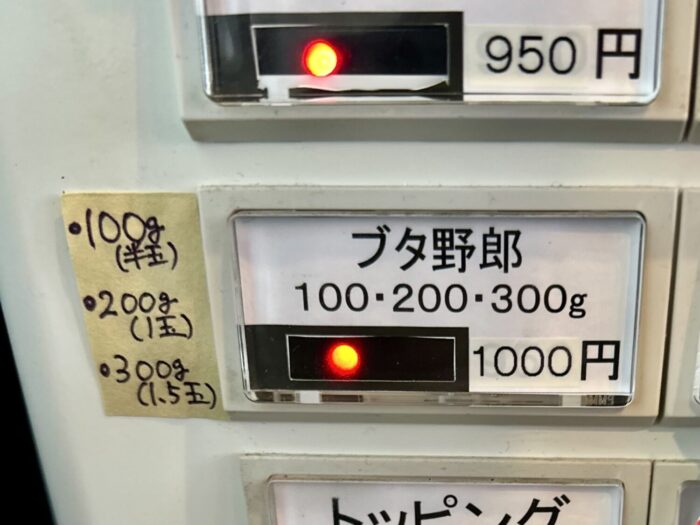 950円
•100g
(半玉)
•200g
(1玉)
•300g
(1.5玉)
ブタ野郎
100・200・300g
1000円
トッピング